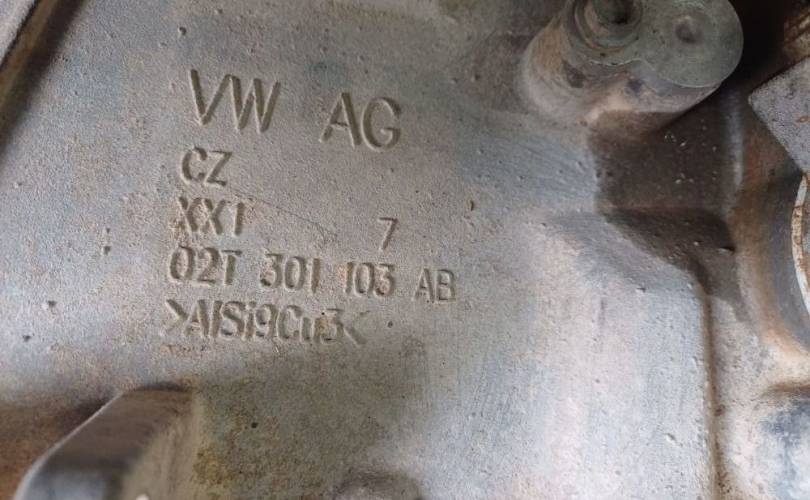 VW AG
CZ
XX1 7
02T 301 103 AB
>AlSi9Cu3<